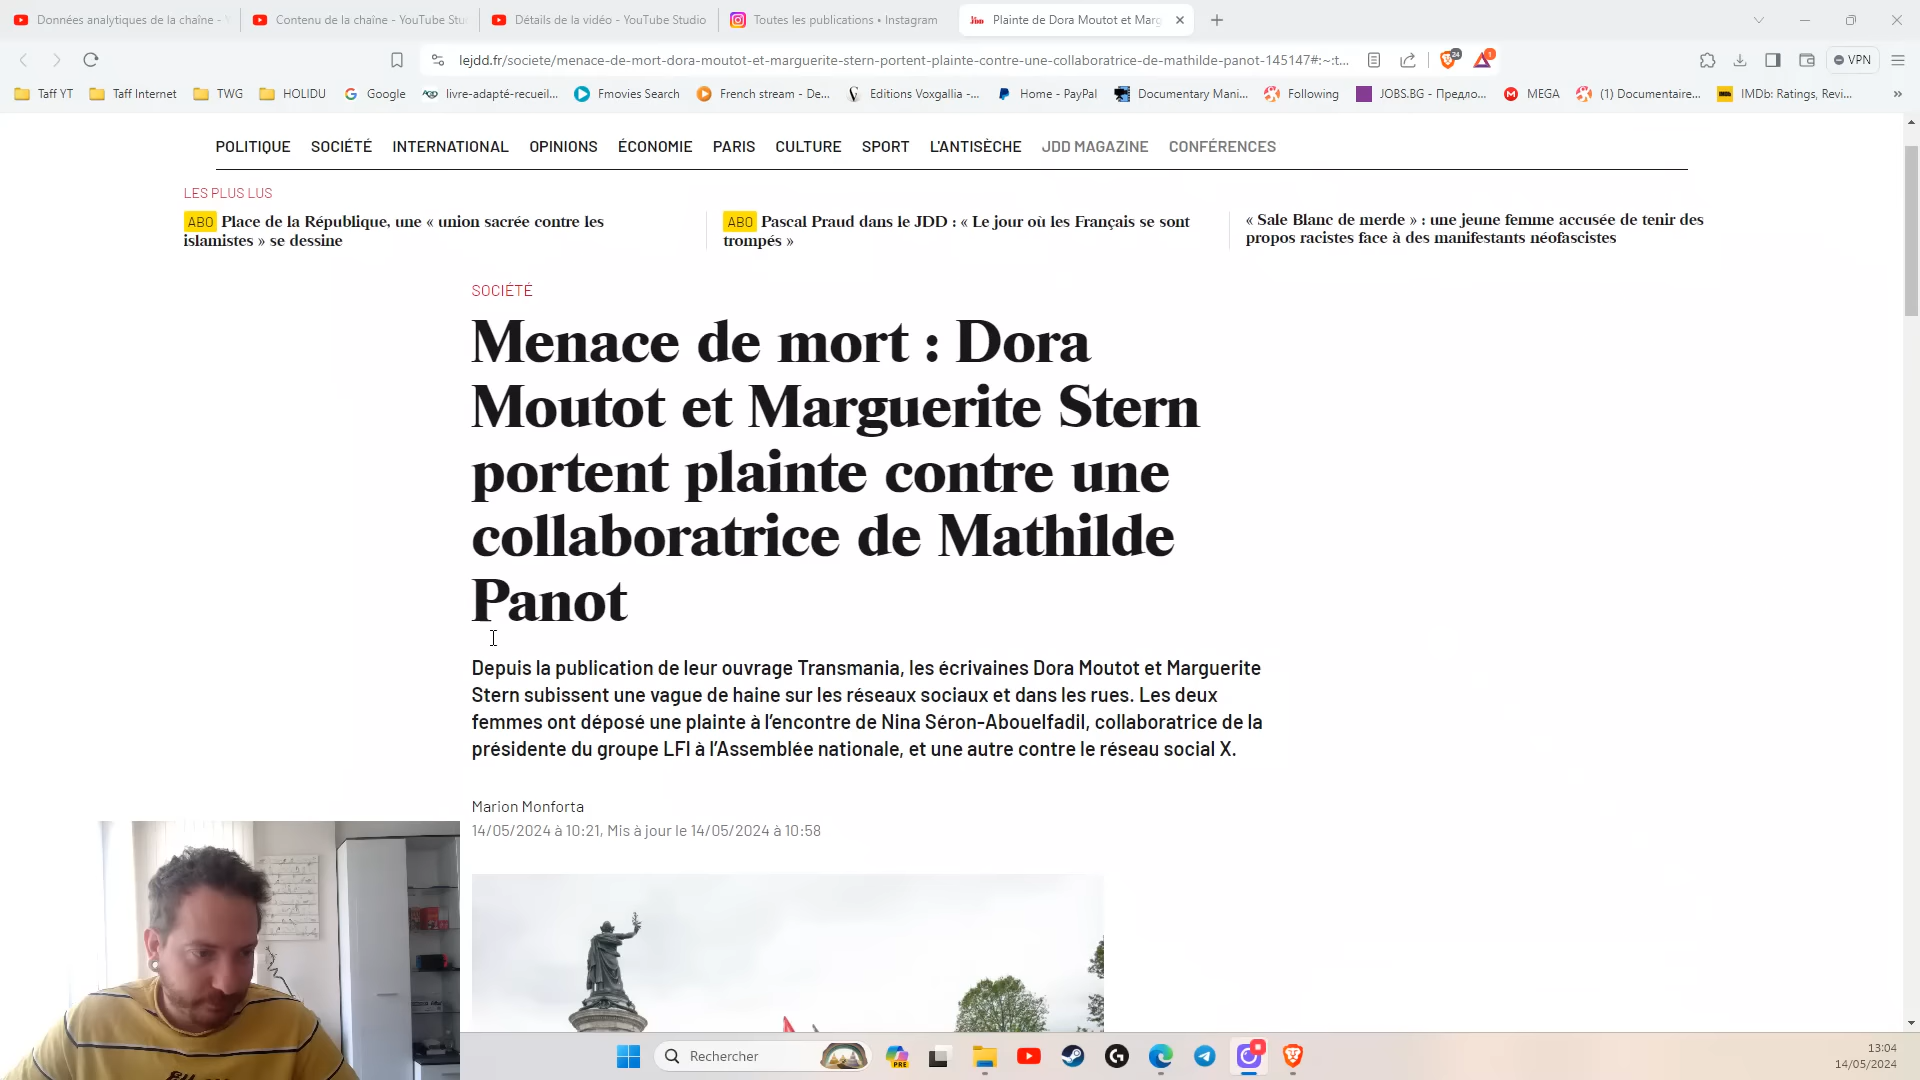 Données analytiques de la chaîne -
Contenu de la chaîne - YouTube Stu
Détails de la vidéo - YouTube Studio
Toutes les publications • Instagram
Plainte de Dora Moutot et Marg
lejdd.fr/societe/menace-de-mort-dora-moutot-et-marguerite-stern-portent-plainte-contre-une-collaboratrice-de-mathilde-panot-145147#:~:t...
24
1
VPN
Taff YT
Taff Internet
TWG
HOLIDU
Google
livre-adapté-recueil...
Fmovies Search
French stream - De...
Editions Voxgallia -...
Home - PayPal
Documentary Mani...
Following
JOBS.BG - Предло...
MEGA
(1) Documentaire...
IMDb: Ratings, Revi...
POLITIQUE SOCIÉTÉ INTERNATIONAL OPINIONS ÉCONOMIE PARIS CULTURE SPORT L'ANTISÈCHE JDD MAGAZINE CONFÉRENCES
LES PLUS LUS
ABO Place de la République, une « union sacrée contre les
islamistes » se dessine
ABO Pascal Praud dans le JDD : « Le jour où les Français se sont
trompés »
« Sale Blanc de merde » : une jeune femme accusée de tenir des
propos racistes face à des manifestants néofascistes
SOCIÉTÉ
Menace de mort : Dora
Moutot et Marguerite Stern
portent plainte contre une
collaboratrice de Mathilde
Panot
Depuis la publication de leur ouvrage Transmania, les écrivaines Dora Moutot et Marguerite
Stern subissent une vague de haine sur les réseaux sociaux et dans les rues. Les deux
femmes ont déposé une plainte à l'encontre de Nina Séron-Abouelfadil, collaboratrice de la
présidente du groupe LFI à l'Assemblée nationale, et une autre contre le réseau social X.
Marion Monforta
14/05/2024 à 10:21, Mis à jour le 14/05/2024 à 10:58
Rechercher
PRE
13:04
14/05/2024